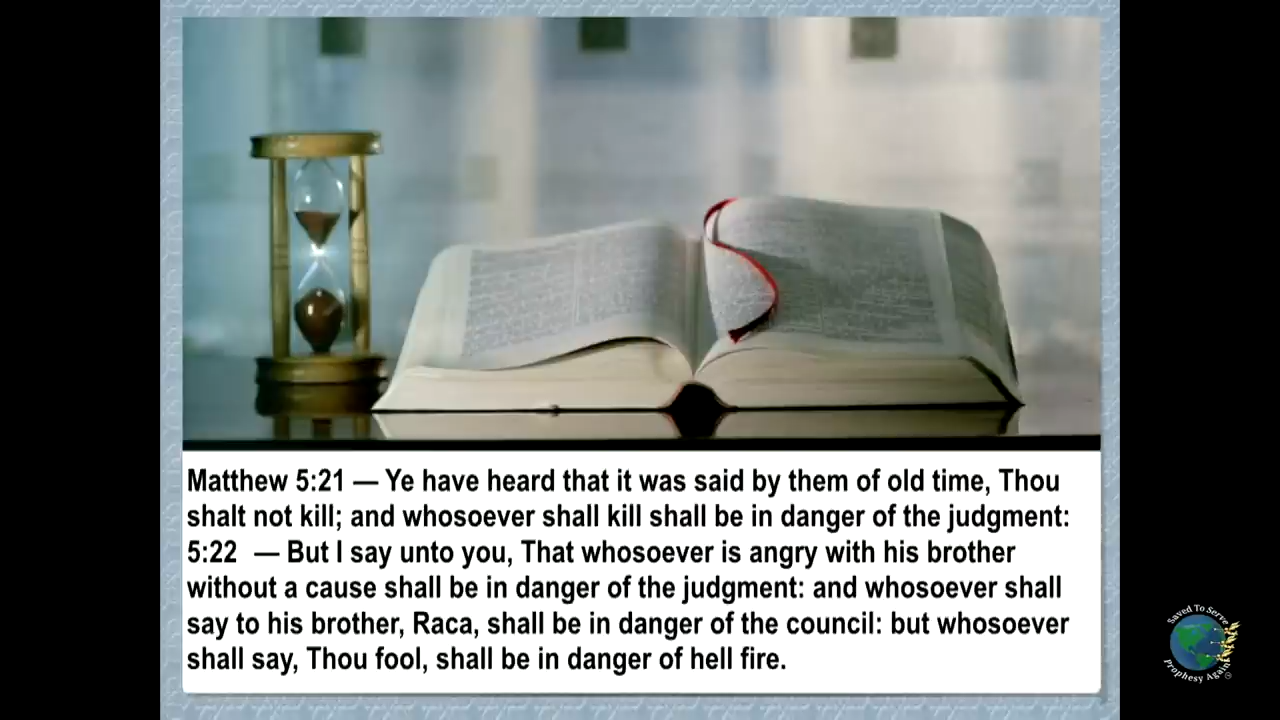 Matthew 5:21 — Ye have heard that it was said by them of old time, Thou
shalt not kill; and whosoever shall kill shall be in danger of the judgment:
5:22 — But I say unto you, That whosoever is angry with his brother
without a cause shall be in danger of the judgment: and whosoever shall
say to his brother, Raca, shall be in danger of the council: but whosoever
shall say, Thou fool, shall be in danger of hell fire.
Saved To Serve
Prophesy Again